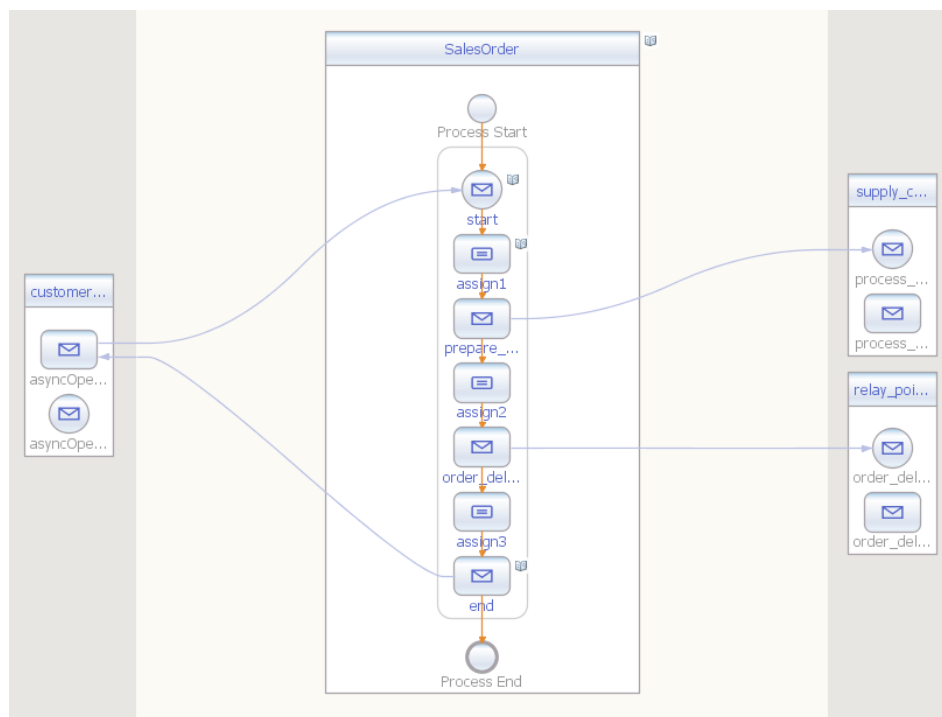 SalesOrder
Process Start
start
assign1
prepare_...
assign2
order_del...
assign3
end
Process End
customer...
asyncOpe...
asyncOpe...
supply_c...
process_...
process_...
relay_poi...
order_del...
order_del...